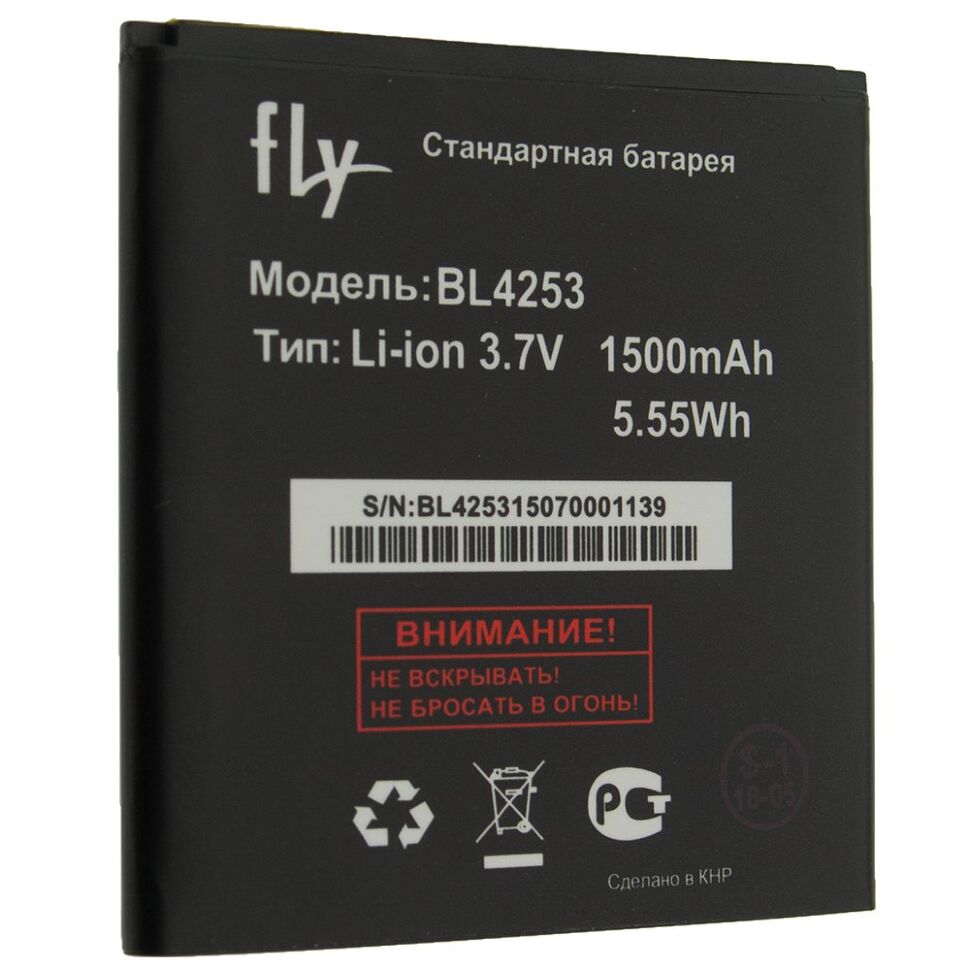 fly
Стандартная батарея
Модель: BL4253
Тип: Li-ion 3.7V 1500mAh
5.55Wh
S/N:BL425315070001139
ВНИМАНИЕ!
НЕ ВСКРЫВАТЬ!
НЕ БРОСАТЬ В ОГОНЬ!
РСТ
S-1
18-05
Сделано в КНР